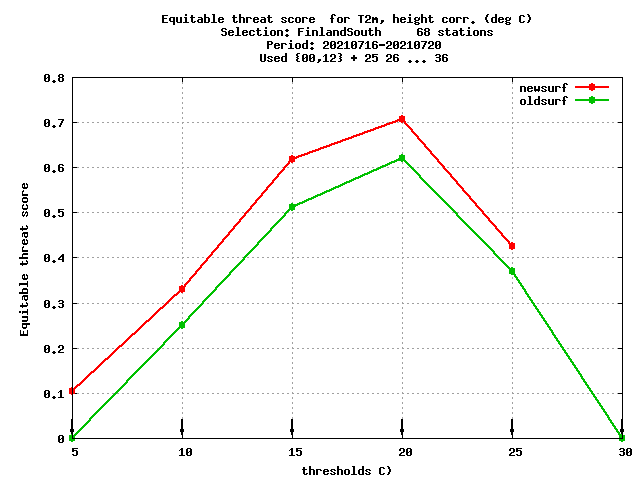 Equitable threat score  for T2m, height corr. (deg C)
Selection: FinlandSouth     68 stations
Period: 20210716-20210720
Used {00,12} + 25 26 ... 36
newsurf
oldsurf
Equitable threat score
0.8
0.7
0.6
0.5
0.4
0.3
0.2
0.1
0
5 10 15 20 25 30
thresholds C)